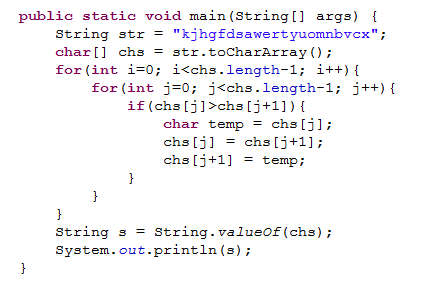 public static void main(String[] args) {
    String str = "kjhgfdsawertyuomnbvcx";
    char[] chs = str.toCharArray();
    for(int i=0; i<chs.length-1; i++){
        for(int j=0; j<chs.length-1; j++){
            if(chs[j]>chs[j+1]){
                char temp = chs[j];
                chs[j] = chs[j+1];
                chs[j+1] = temp;
            }
        }
    }
    String s = String.valueOf(chs);
    System.out.println(s);
}